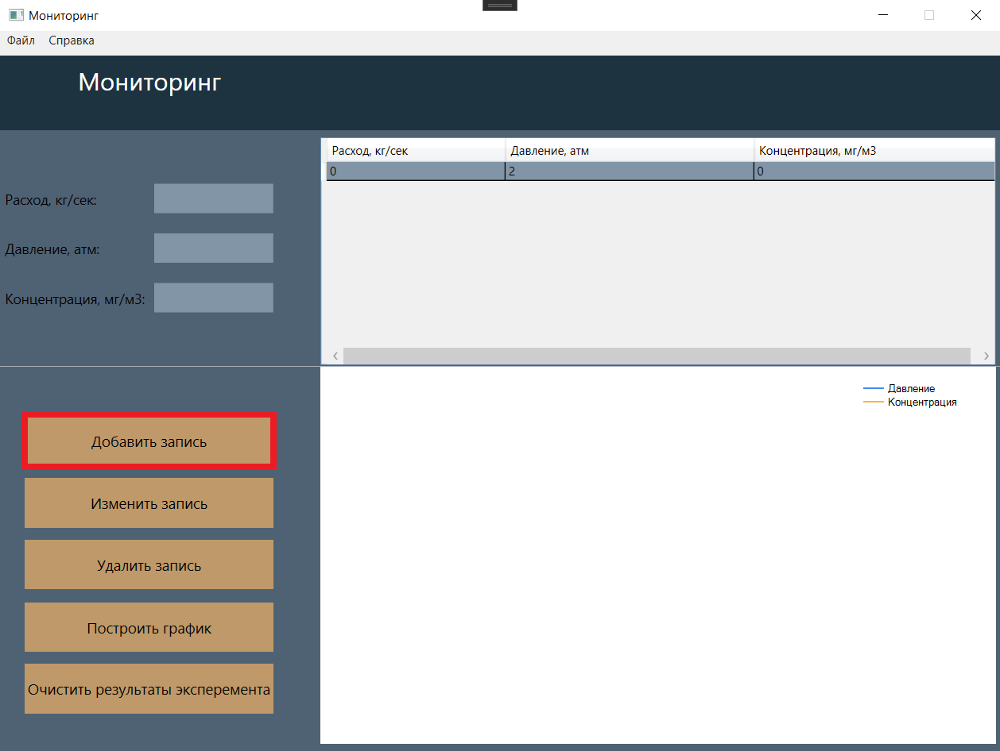 Мониторинг
Файл Справка
Мониторинг
Расход, кг/сек Давление, атм Концентрация, мг/м3
0 2 0
Расход, кг/сек:
Давление, атм:
Концентрация, мг/м3:
Давление
Концентрация
Добавить запись
Изменить запись
Удалить запись
Построить график
Очистить результаты эксперемента